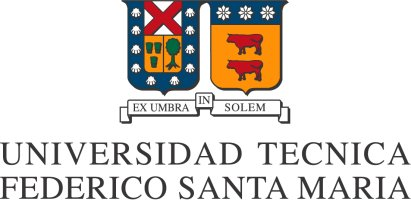 EX UMBRA IN SOLEM
UNIVERSIDAD TECNICA
FEDERICO SANTA MARIA